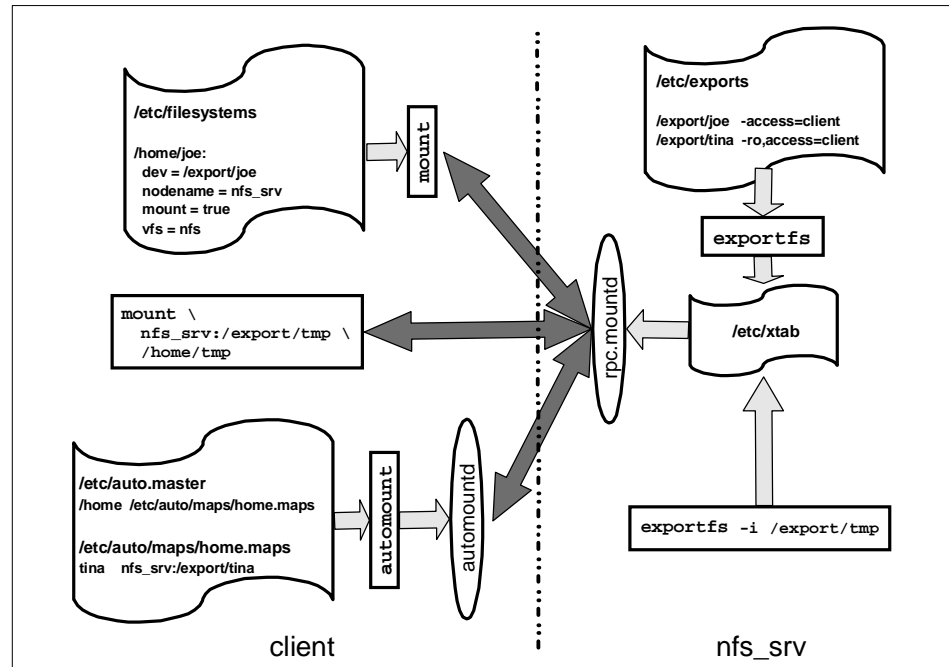 /etc/filesystems
/home/joe:
dev = /export/joe
nodename = nfs_srv
mount = true
vfs = nfs
mount
mount \
nfs_srv:/export/tmp \
/home/tmp
/etc/auto.master
/home /etc/auto/maps/home.maps
/etc/auto/maps/home.maps
tina nfs_srv:/export/tina
automount
automountd
client
/etc/exports
/export/joe -access=client
/export/tina -ro,access=client
exportfs
/etc/xtab
rpc.mountd
exportfs -i /export/tmp
nfs_srv